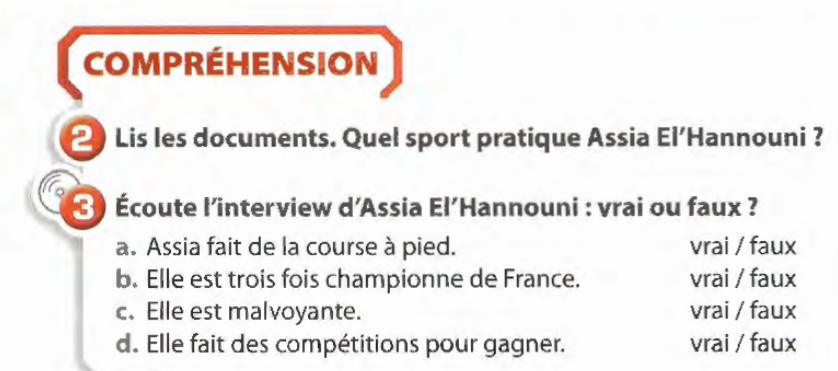 COMPRÉHENSION
2 Lis les documents. Quel sport pratique Assia El'Hannouni ?
3 Écoute l'interview d'Assia El'Hannouni : vrai ou faux ?
a. Assia fait de la course à pied. vrai / faux
b. Elle est trois fois championne de France. vrai / faux
c. Elle est malvoyante. vrai / faux
d. Elle fait des compétitions pour gagner. vrai / faux